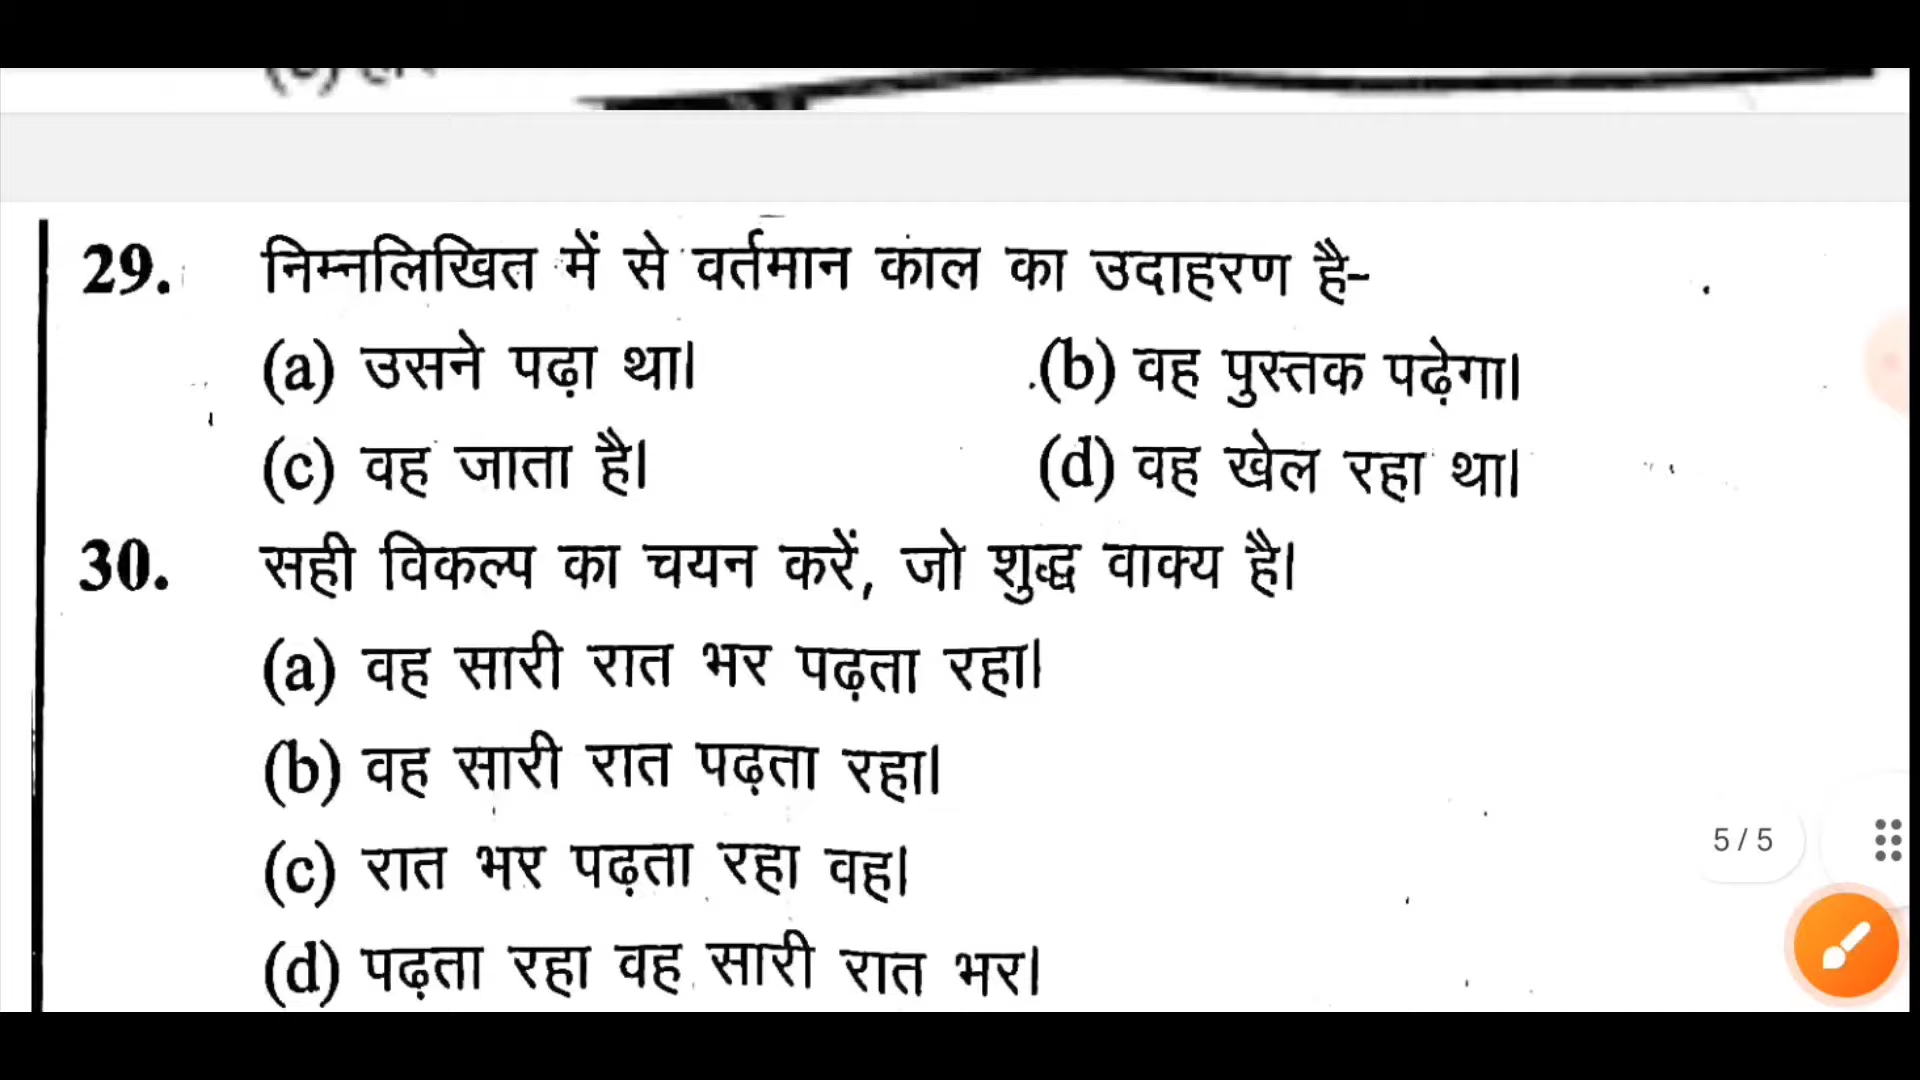 29. निम्नलिखित में से वर्तमान काल का उदाहरण है-
(a) उसने पढ़ा था। (b) वह पुस्तक पढ़ेगा।
(c) वह जाता है। (d) वह खेल रहा था।
30. सही विकल्प का चयन करें, जो शुद्ध वाक्य है।
(a) वह सारी रात भर पढ़ता रहा।
(b) वह सारी रात पढ़ता रहा।
(c) रात भर पढ़ता रहा वह।
5/5
(d) पढ़ता रहा वह सारी रात भर।